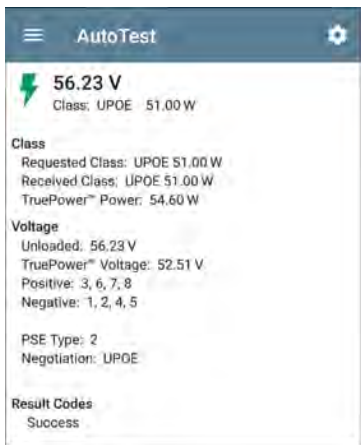 AutoTest
56.23 V
Class: UPOE 51.00 W
Class
Requested Class: UPOE 51.00 W
Received Class: UPOE 51.00 W
TruePower™ Power: 54.60 W
Voltage
Unloaded: 56.23 V
TruePower™ Voltage: 52.51 V
Positive: 3, 6, 7, 8
Negative: 1, 2, 4, 5
PSE Type: 2
Negotiation: UPOE
Result Codes
Success